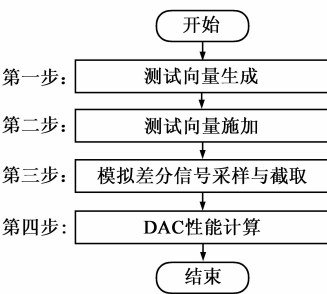 开始
第一步: 测试向量生成
第二步: 测试向量施加
第三步: 模拟差分信号采样与截取
第四步: DAC性能计算
结束